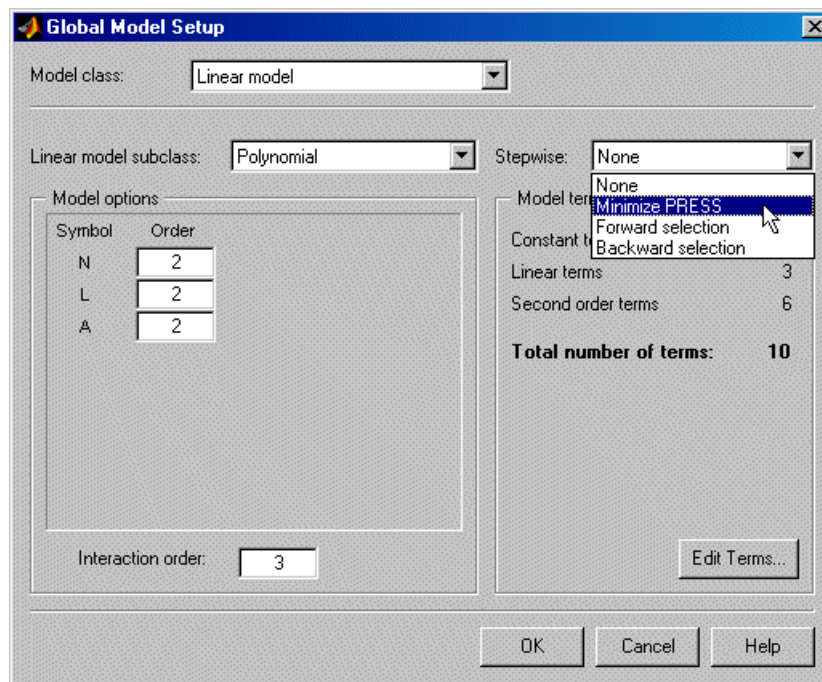 Global Model Setup
Model class: Linear model
Linear model subclass: Polynomial
Stepwise: None
None
Minimize PRESS
Forward selection
Backward selection
Model options
Symbol Order
N 2
L 2
A 2
Interaction order: 3
Model
Constant
Linear terms 3
Second order terms 6
Total number of terms: 10
Edit Terms...
OK Cancel Help